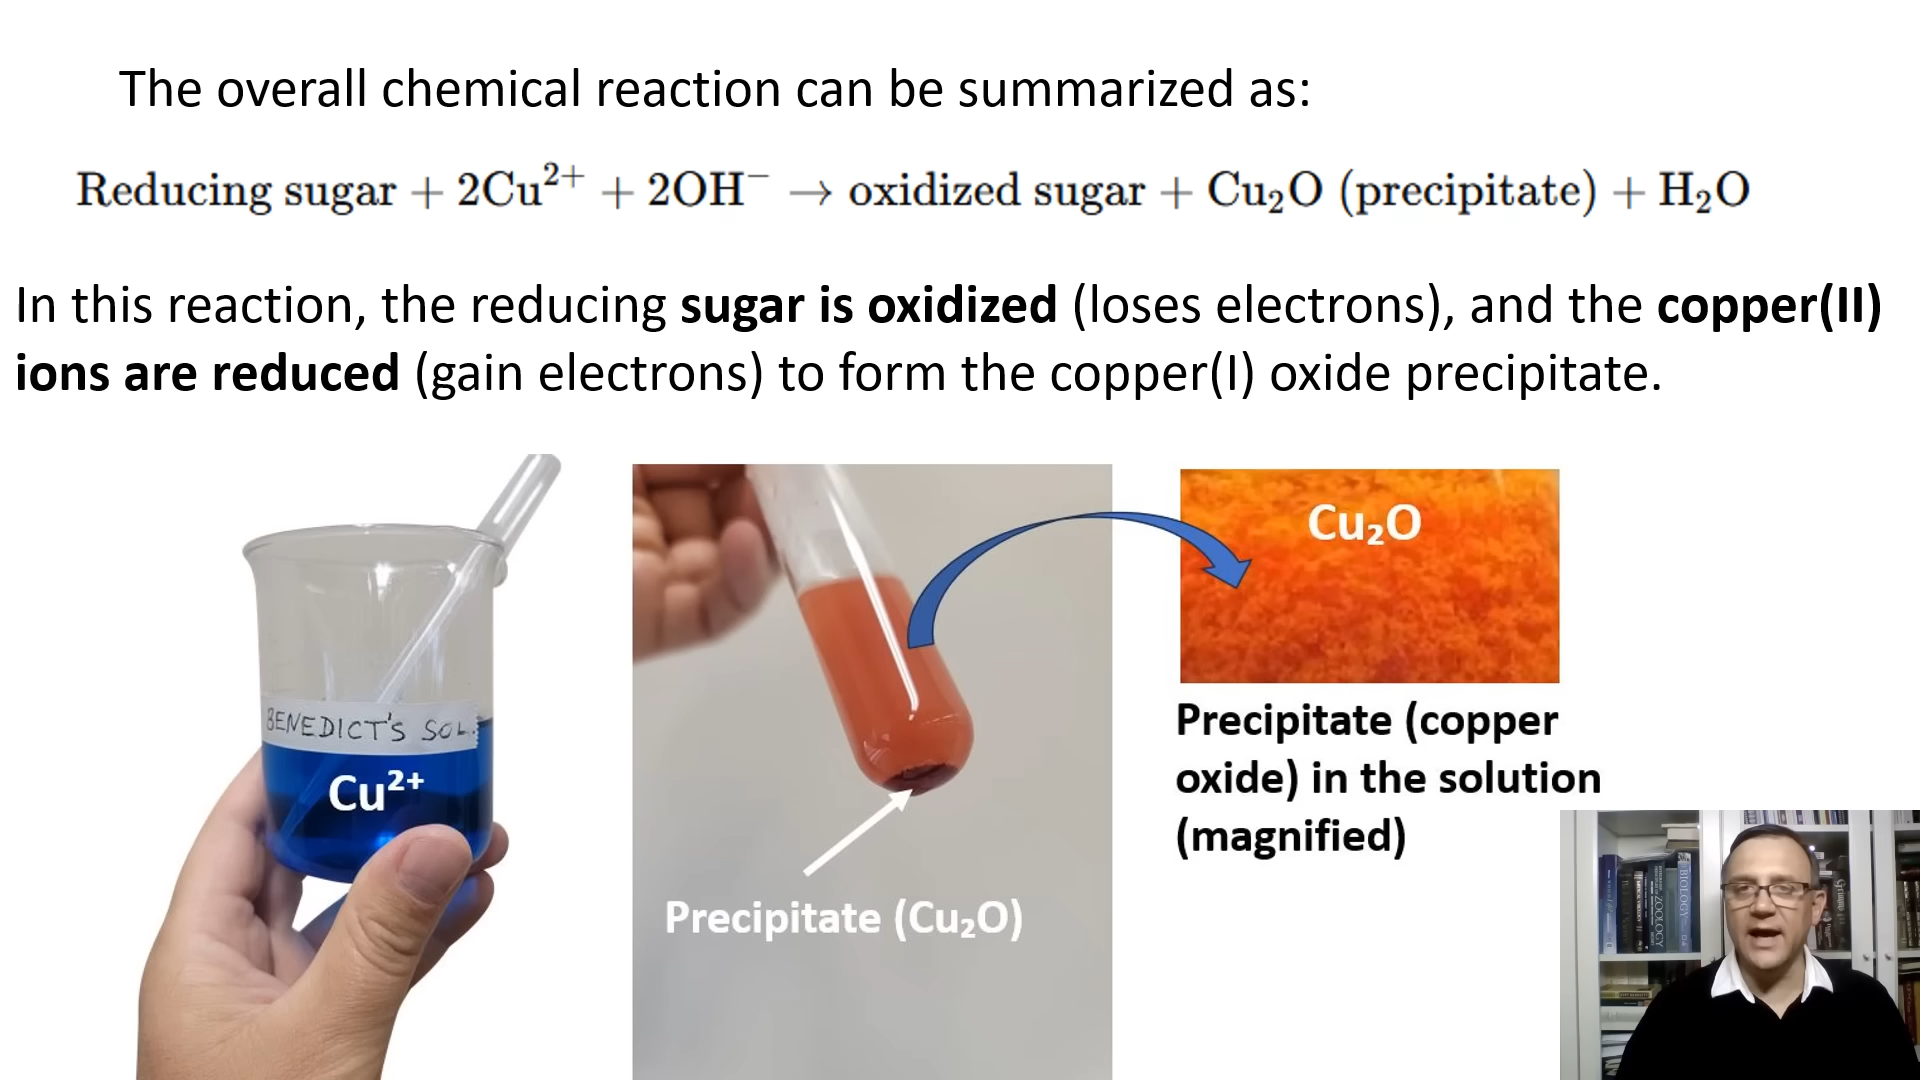 The overall chemical reaction can be summarized as:
Reducing sugar + 2Cu²⁺ + 2OH⁻ → oxidized sugar + Cu₂O (precipitate) + H₂O
In this reaction, the reducing sugar is oxidized (loses electrons), and the copper(II)
ions are reduced (gain electrons) to form the copper(I) oxide precipitate.
BENEDICT'S SOL.
Cu²⁺
Precipitate (Cu₂O)
Cu₂O
Precipitate (copper
oxide) in the solution
(magnified)
ZOOLOGY
BIOLOGY